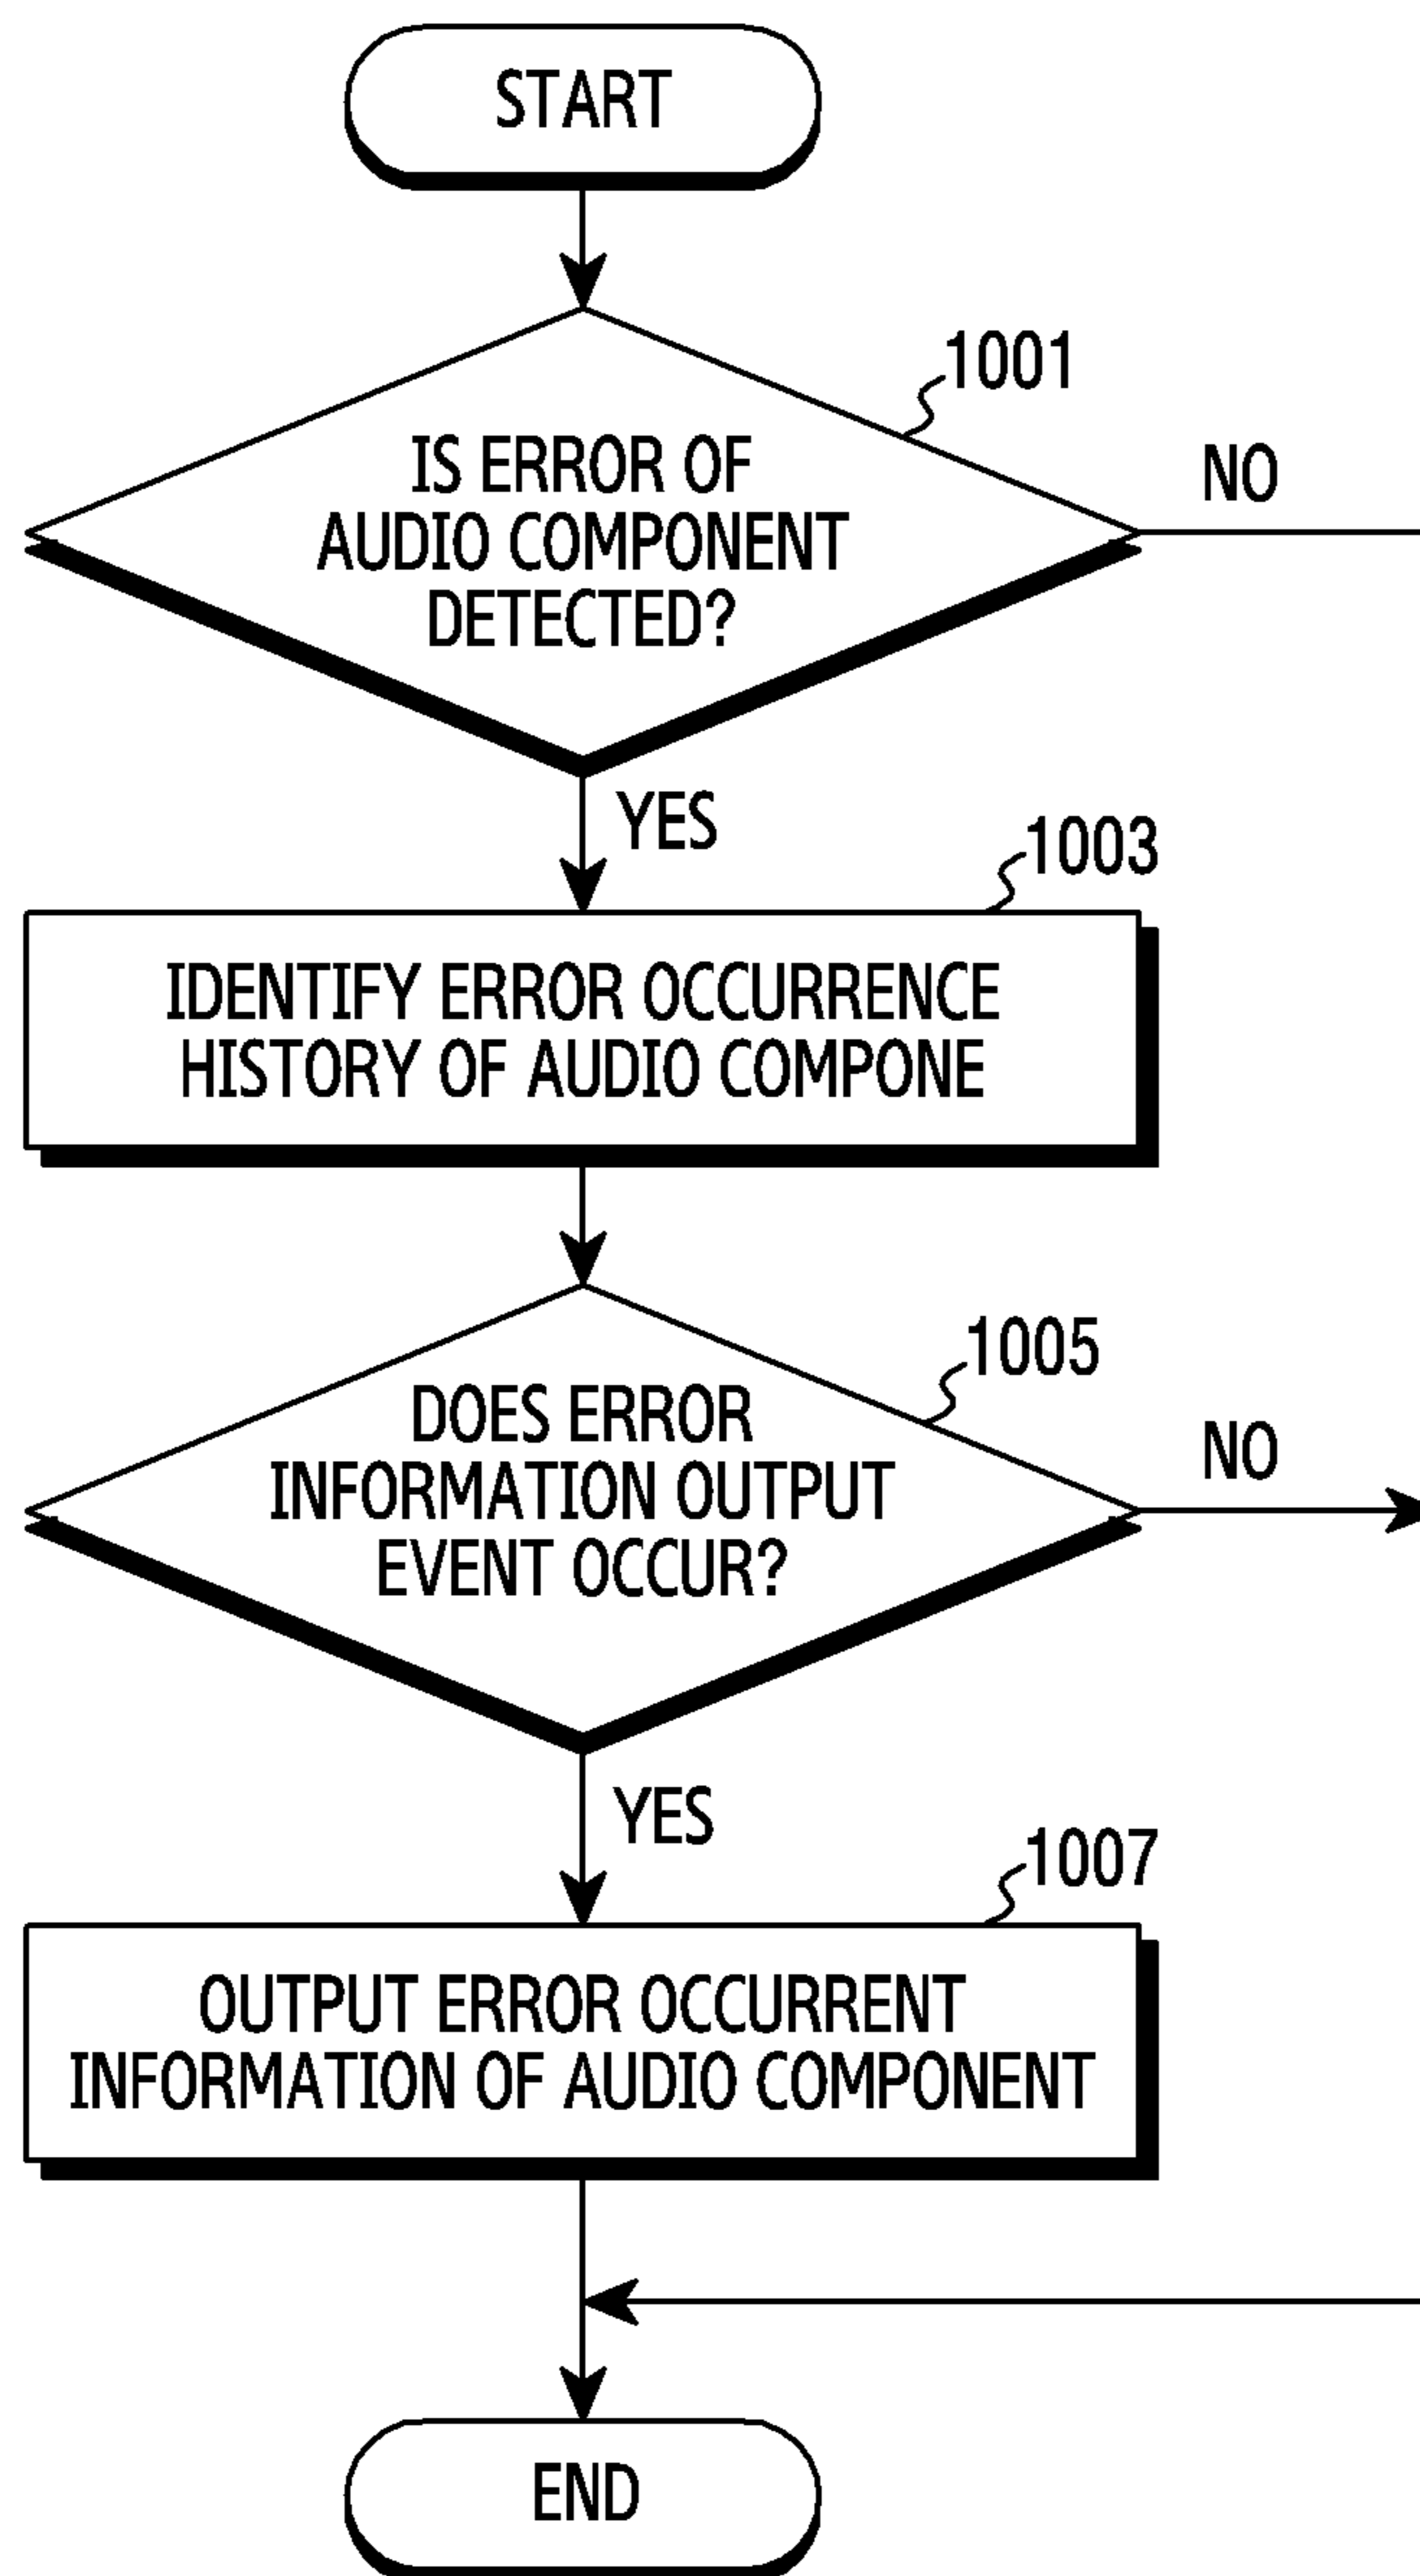 START
1001
NO
IS ERROR OF
AUDIO COMPONENT
DETECTED?
YES
1003
IDENTIFY ERROR OCCURRENCE
HISTORY OF AUDIO COMPONE
1005
NO
DOES ERROR
INFORMATION OUTPUT
EVENT OCCUR?
YES
1007
OUTPUT ERROR OCCURRENT
INFORMATION OF AUDIO COMPONENT
END